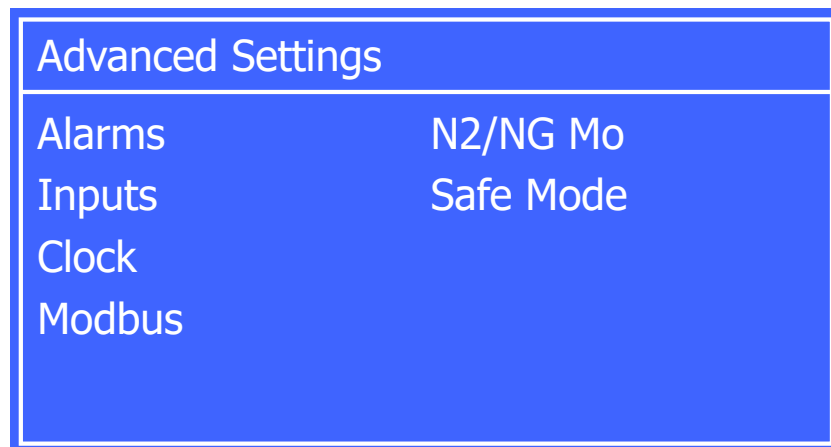 Advanced Settings
Alarms N2/NG Mo
Inputs Safe Mode
Clock
Modbus